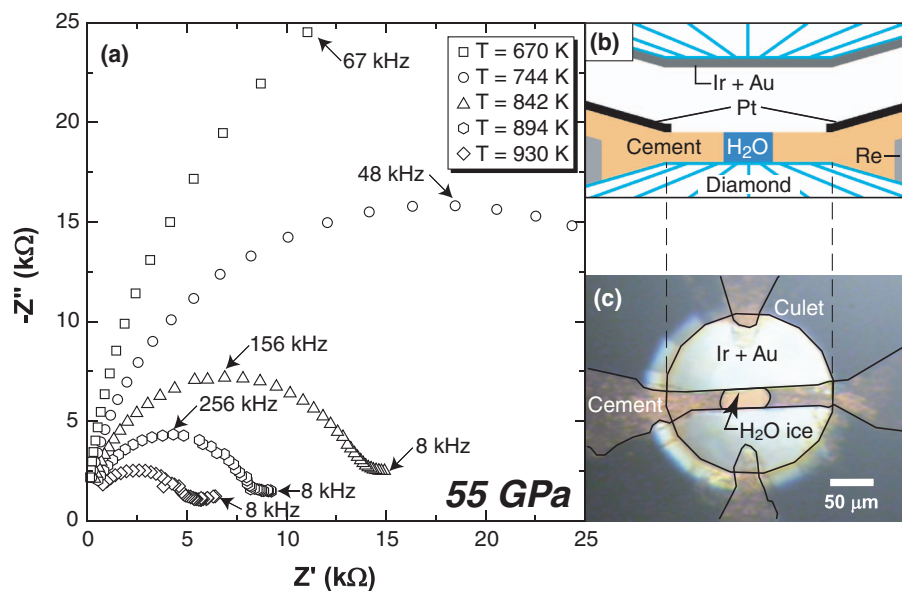 (a)
25
20
15
10
5
0
0
5
10
15
20
25
-Z" (kΩ)
Z' (kΩ)
67 kHz
T = 670 K
T = 744 K
T = 842 K
T = 894 K
T = 930 K
48 kHz
156 kHz
256 kHz
8 kHz
8 kHz
8 kHz
55 GPa
(b)
Ir + Au
Pt
Cement
H₂O
Re
Diamond
(c)
Culet
Ir + Au
Cement
H₂O ice
50 μm